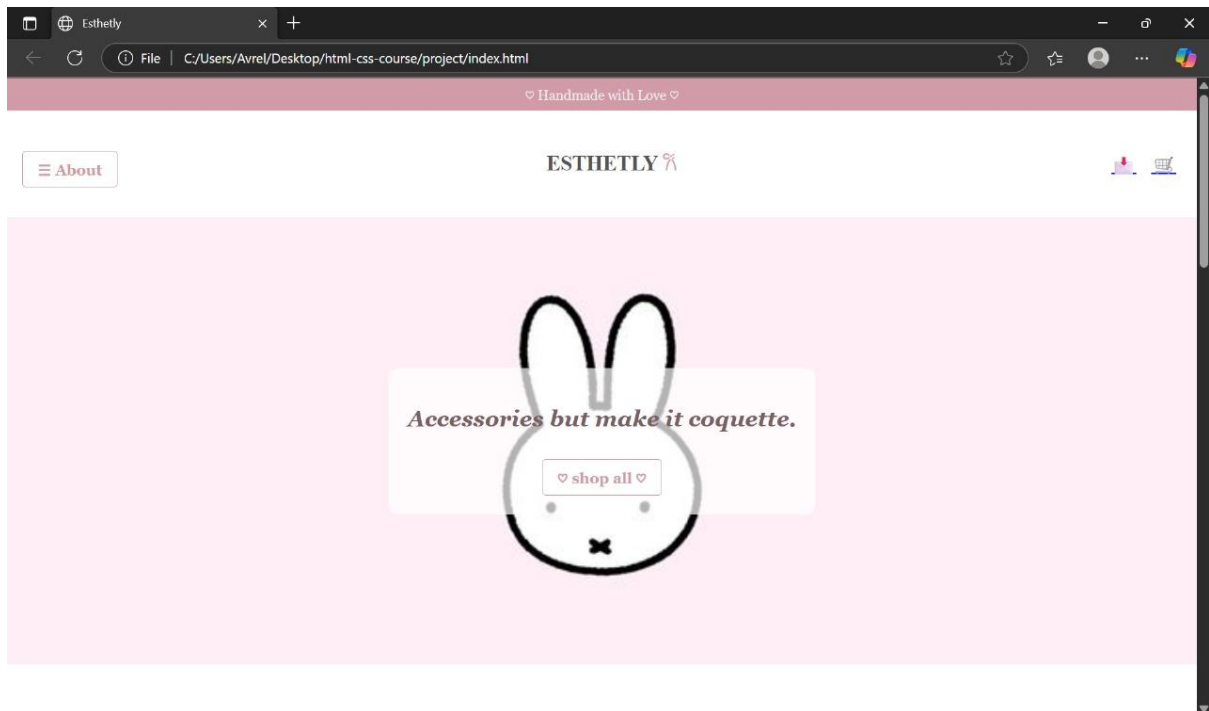 Esthetly
File | C:/Users/Avrel/Desktop/html-css-course/project/index.html
♡ Handmade with Love ♡
☰ About
ESTHETLY
Accessories but make it coquette.
♡ shop all ♡